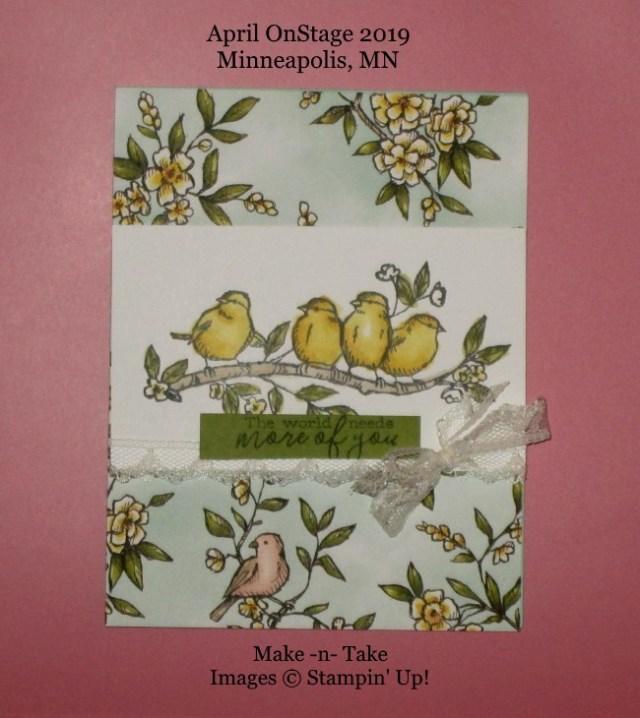 April OnStage 2019
Minneapolis, MN
The world needs
more of you
Make -n- Take
Images © Stampin' Up!